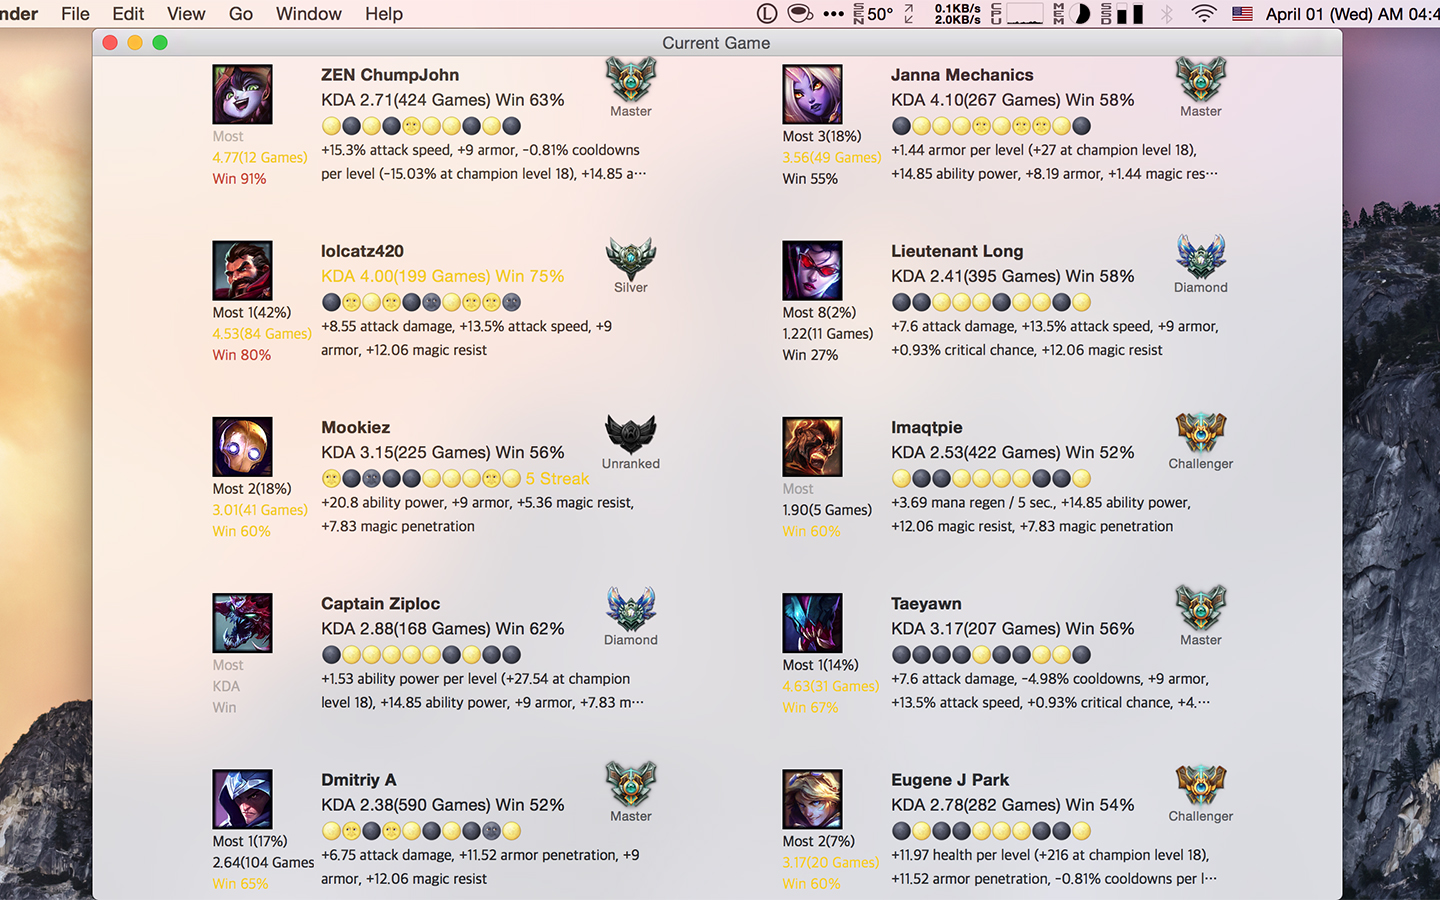 nder File Edit View Go Window Help
SEN 50° 0.1KB/s 2.0KB/s CPU MEM SSD April 01 (Wed) AM 04:4
Current Game
ZEN ChumpJohn
KDA 2.71(424 Games) Win 63%
Master
Most
4.77(12 Games)
Win 91%
+15.3% attack speed, +9 armor, -0.81% cooldowns
per level (-15.03% at champion level 18), +14.85 a···
Janna Mechanics
KDA 4.10(267 Games) Win 58%
Master
Most 3(18%)
3.56(49 Games)
Win 55%
+1.44 armor per level (+27 at champion level 18),
+14.85 ability power, +8.19 armor, +1.44 magic res···
lolcatz420
KDA 4.00(199 Games) Win 75%
Silver
Most 1(42%)
4.53(84 Games)
Win 80%
+8.55 attack damage, +13.5% attack speed, +9
armor, +12.06 magic resist
Lieutenant Long
KDA 2.41(395 Games) Win 58%
Diamond
Most 8(2%)
1.22(11 Games)
Win 27%
+7.6 attack damage, +13.5% attack speed, +9 armor,
+0.93% critical chance, +12.06 magic resist
Mookiez
KDA 3.15(225 Games) Win 56%
Unranked
5 Streak
Most 2(18%)
3.01(41 Games)
Win 60%
+20.8 ability power, +9 armor, +5.36 magic resist,
+7.83 magic penetration
Imaqtpie
KDA 2.53(422 Games) Win 52%
Challenger
Most
1.90(5 Games)
Win 60%
+3.69 mana regen / 5 sec., +14.85 ability power,
+12.06 magic resist, +7.83 magic penetration
Captain Ziploc
KDA 2.88(168 Games) Win 62%
Diamond
Most
KDA
Win
+1.53 ability power per level (+27.54 at champion
level 18), +14.85 ability power, +9 armor, +7.83 m···
Taeyawn
KDA 3.17(207 Games) Win 56%
Master
Most 1(14%)
4.63(31 Games)
Win 67%
+7.6 attack damage, -4.98% cooldowns, +9 armor,
+13.5% attack speed, +0.93% critical chance, +4.···
Dmitriy A
KDA 2.38(590 Games) Win 52%
Master
Most 1(17%)
2.64(104 Games
Win 65%
+6.75 attack damage, +11.52 armor penetration, +9
armor, +12.06 magic resist
Eugene J Park
KDA 2.78(282 Games) Win 54%
Challenger
Most 2(7%)
3.17(20 Games)
Win 60%
+11.97 health per level (+216 at champion level 18),
+11.52 armor penetration, -0.81% cooldowns per l···